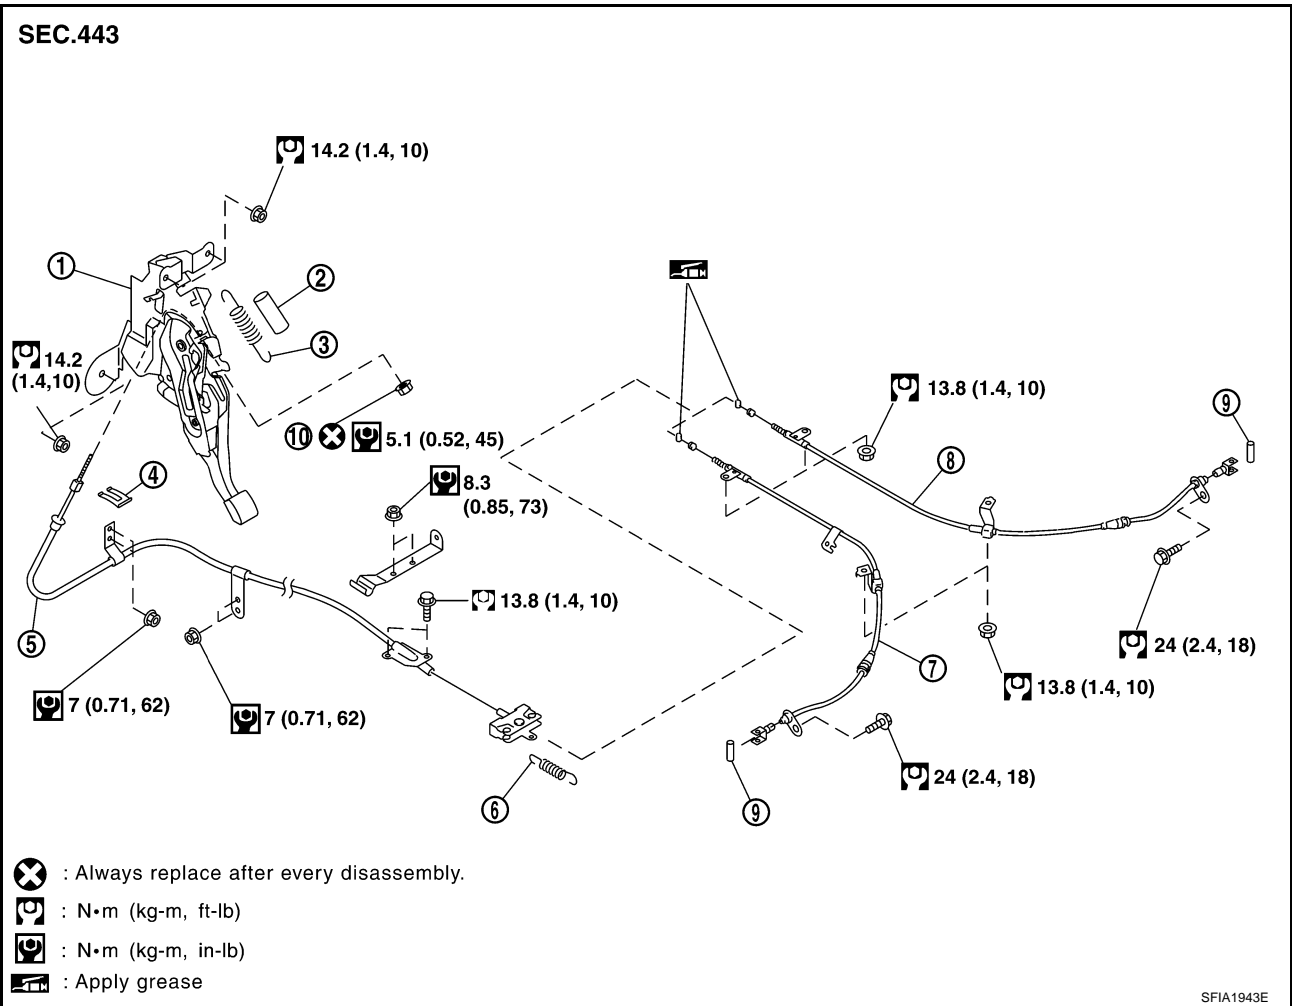 SEC.443
14.2 (1.4, 10)
1
2
3
14.2
(1.4,10)
10
5.1 (0.52, 45)
13.8 (1.4, 10)
9
8
4
8.3
(0.85, 73)
5
13.8 (1.4, 10)
24 (2.4, 18)
7
7 (0.71, 62)
7 (0.71, 62)
13.8 (1.4, 10)
24 (2.4, 18)
6
9
: Always replace after every disassembly.
: N•m (kg-m, ft-lb)
: N•m (kg-m, in-lb)
: Apply grease
SFIA1943E